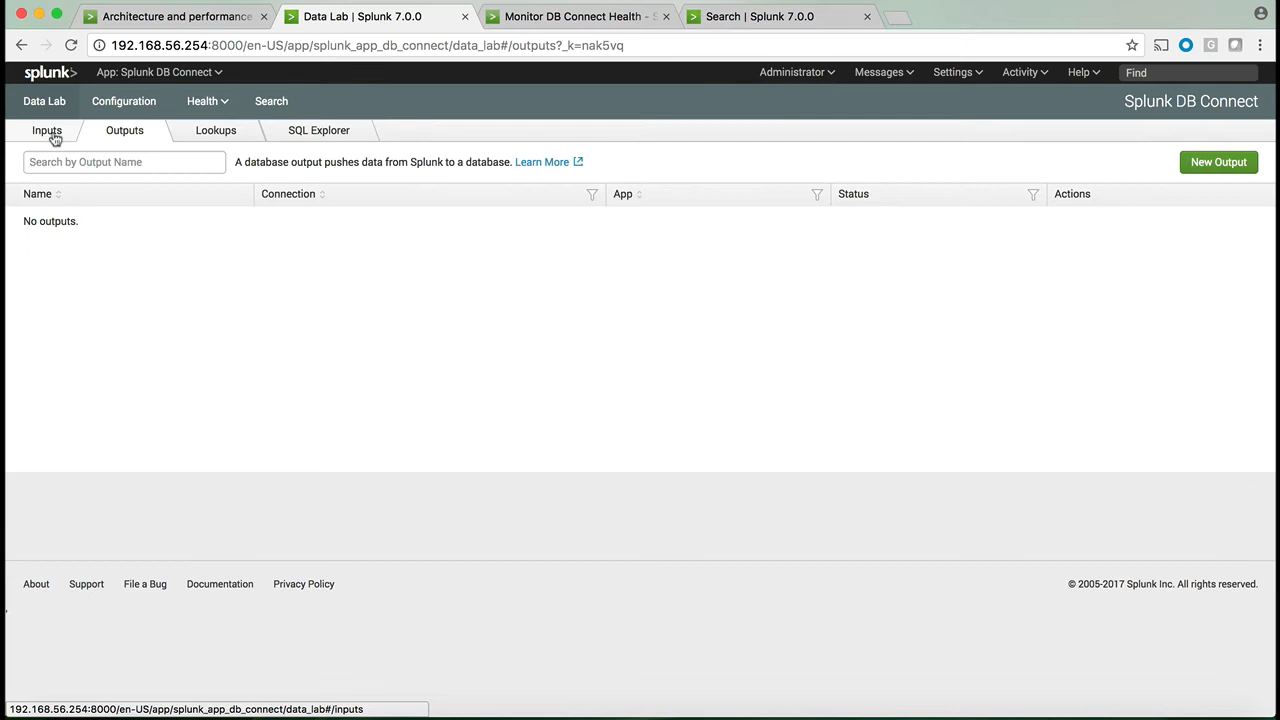 Architecture and performance
Data Lab | Splunk 7.0.0
Monitor DB Connect Health - S
Search | Splunk 7.0.0
192.168.56.254:8000/en-US/app/splunk_app_db_connect/data_lab#/outputs?_k=nak5vq
splunk> App: Splunk DB Connect Administrator Messages Settings Activity Help Find
Data Lab Configuration Health Search Splunk DB Connect
Inputs Outputs Lookups SQL Explorer
Search by Output Name A database output pushes data from Splunk to a database. Learn More New Output
Name Connection App Status Actions
No outputs.
About Support File a Bug Documentation Privacy Policy © 2005-2017 Splunk Inc. All rights reserved.
192.168.56.254:8000/en-US/app/splunk_app_db_connect/data_lab#/inputs